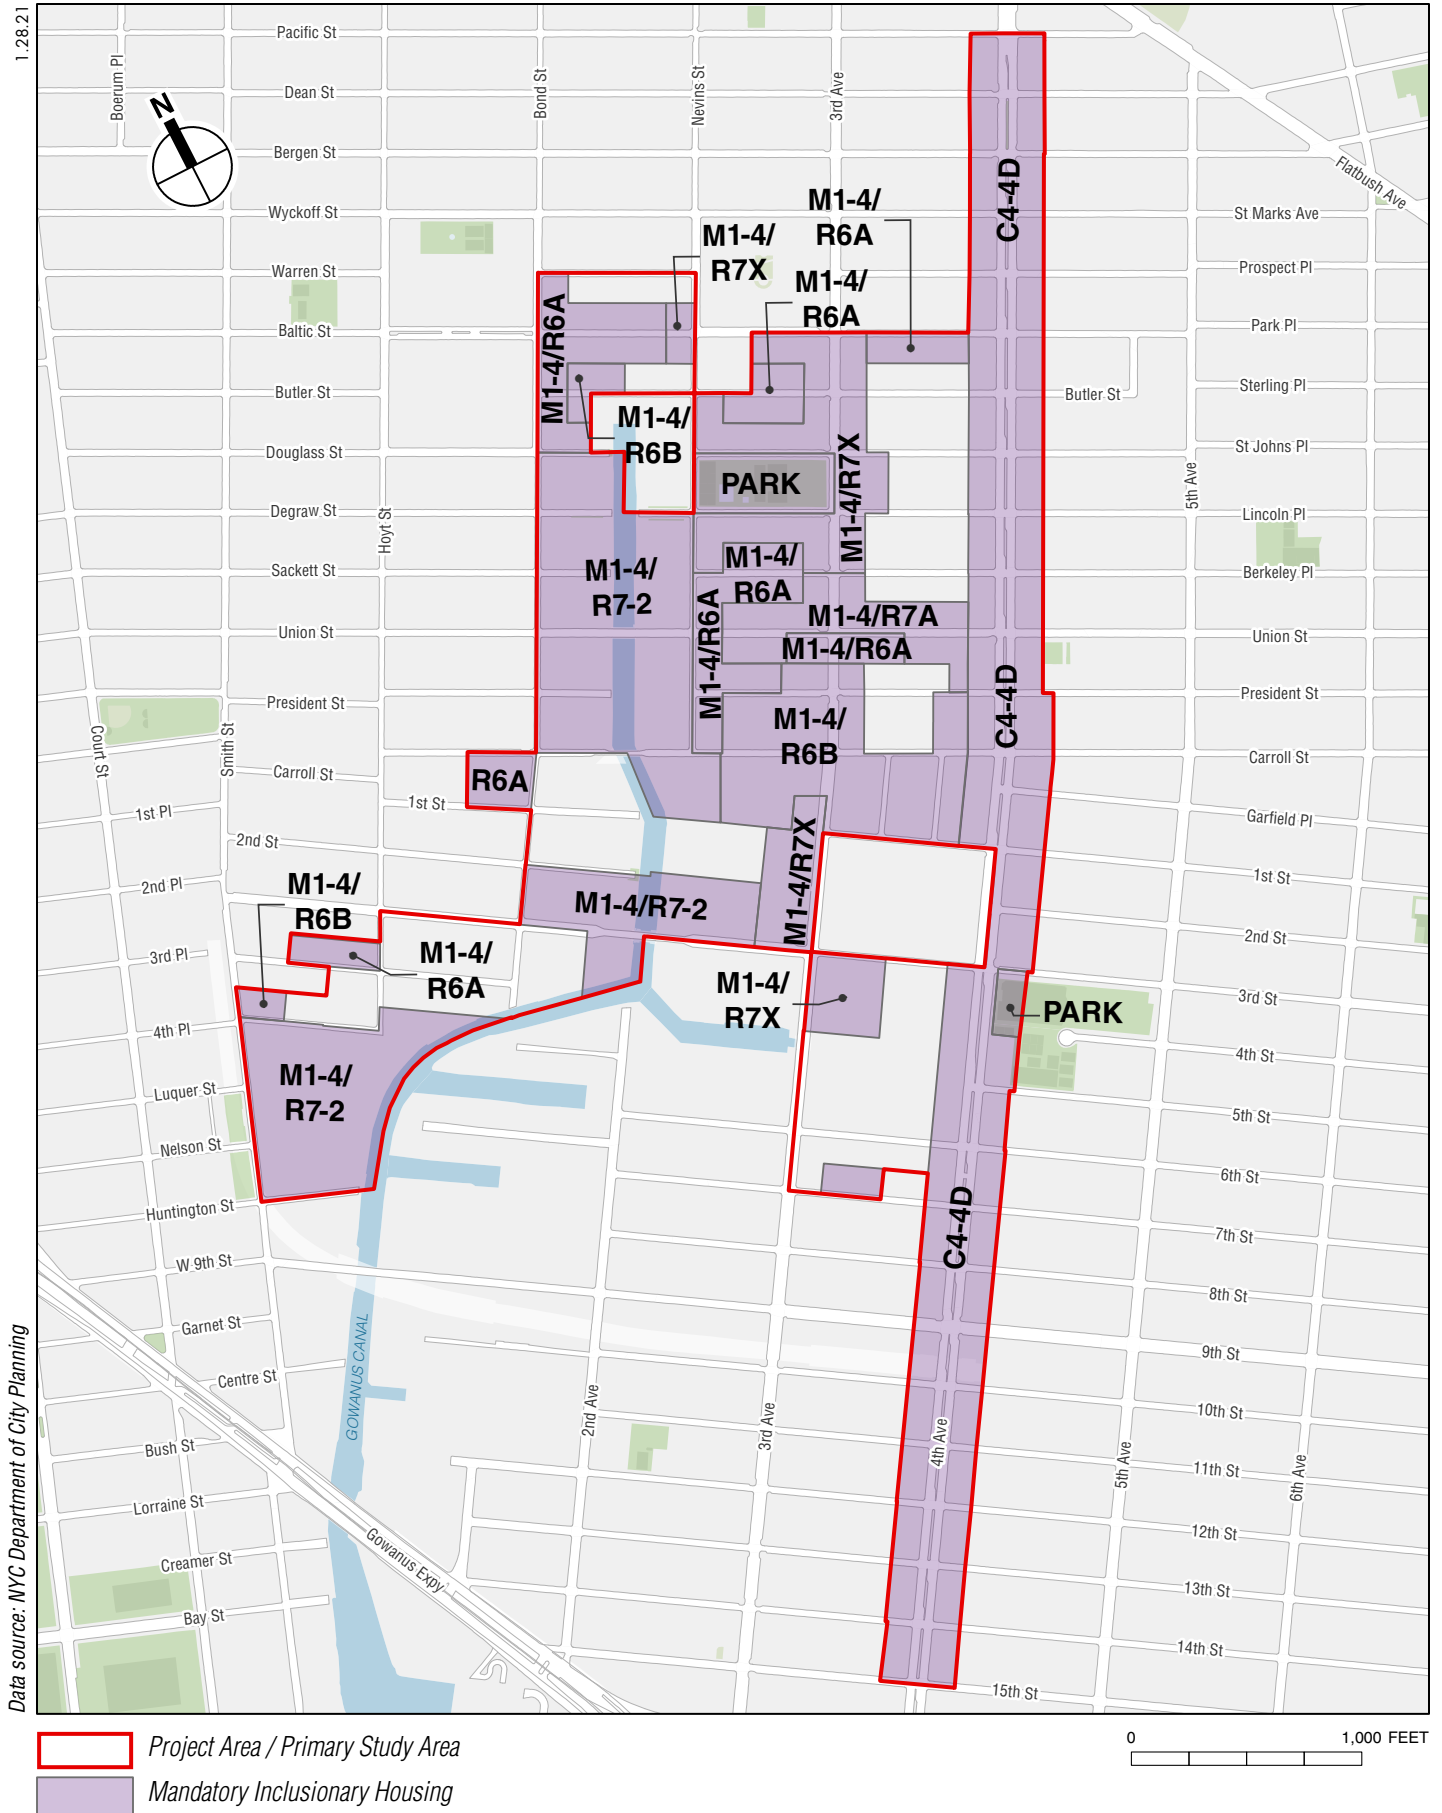 1.28.21
Pacific St
Boerum Pl
Dean St
Bond St
Nevins St
3rd Ave
N
Bergen St
Flatbush Ave
C4-4D
Wyckoff St
M1-4/
R6A
St Marks Ave
M1-4/
R7X
Warren St
Prospect Pl
M1-4/
R6A
Baltic St
M1-4/R6A
Park Pl
Butler St
Butler St
Sterling Pl
M1-4/
R6B
Douglass St
St Johns Pl
PARK
M1-4/R7X
5th Ave
Degraw St
Hoyt St
Lincoln Pl
Sackett St
M1-4/
R7-2
M1-4/
R6A
Berkeley Pl
M1-4/R6A
M1-4/R7A
Union St
M1-4/R6A
Union St
President St
C4-4D
President St
M1-4/
R6B
Court St
Smith St
Carroll St
R6A
Carroll St
1st St
1st Pl
Garfield Pl
2nd St
M1-4/R7X
2nd Pl
M1-4/
R6B
M1-4/R7-2
1st St
2nd St
3rd Pl
M1-4/
R6A
M1-4/
R7X
3rd St
PARK
4th Pl
4th St
M1-4/
R7-2
Luquer St
5th St
Nelson St
6th St
Huntington St
C4-4D
7th St
W 9th St
8th St
Garnet St
9th St
GOWANUS CANAL
Centre St
2nd Ave
3rd Ave
4th Ave
5th Ave
6th Ave
10th St
Bush St
11th St
Lorraine St
12th St
Creamer St
Gowanus Expy
13th St
Bay St
14th St
15th St
Data source: NYC Department of City Planning
Project Area / Primary Study Area
0 1,000 FEET
Mandatory Inclusionary Housing